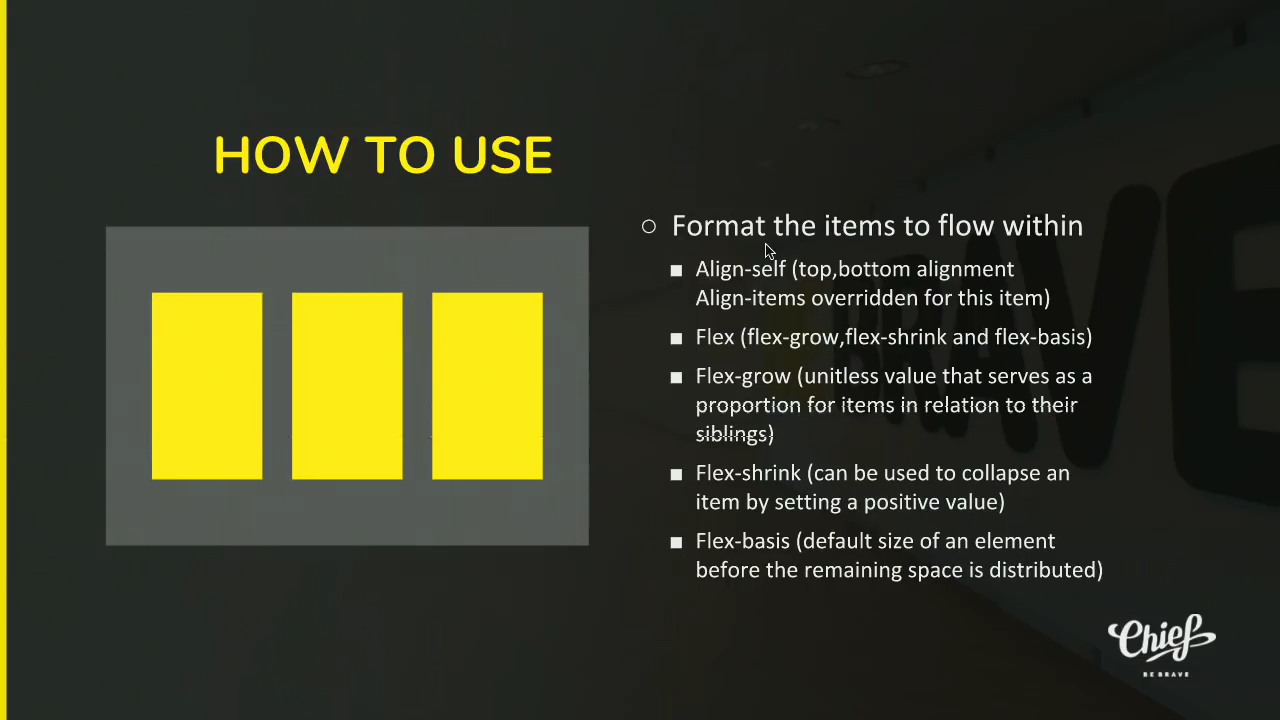 HOW TO USE
Format the items to flow within
Align-self (top,bottom alignment
Align-items overridden for this item)
Flex (flex-grow,flex-shrink and flex-basis)
Flex-grow (unitless value that serves as a
proportion for items in relation to their
siblings)
Flex-shrink (can be used to collapse an
item by setting a positive value)
Flex-basis (default size of an element
before the remaining space is distributed)
BRAVE
Chief
BE BRAVE